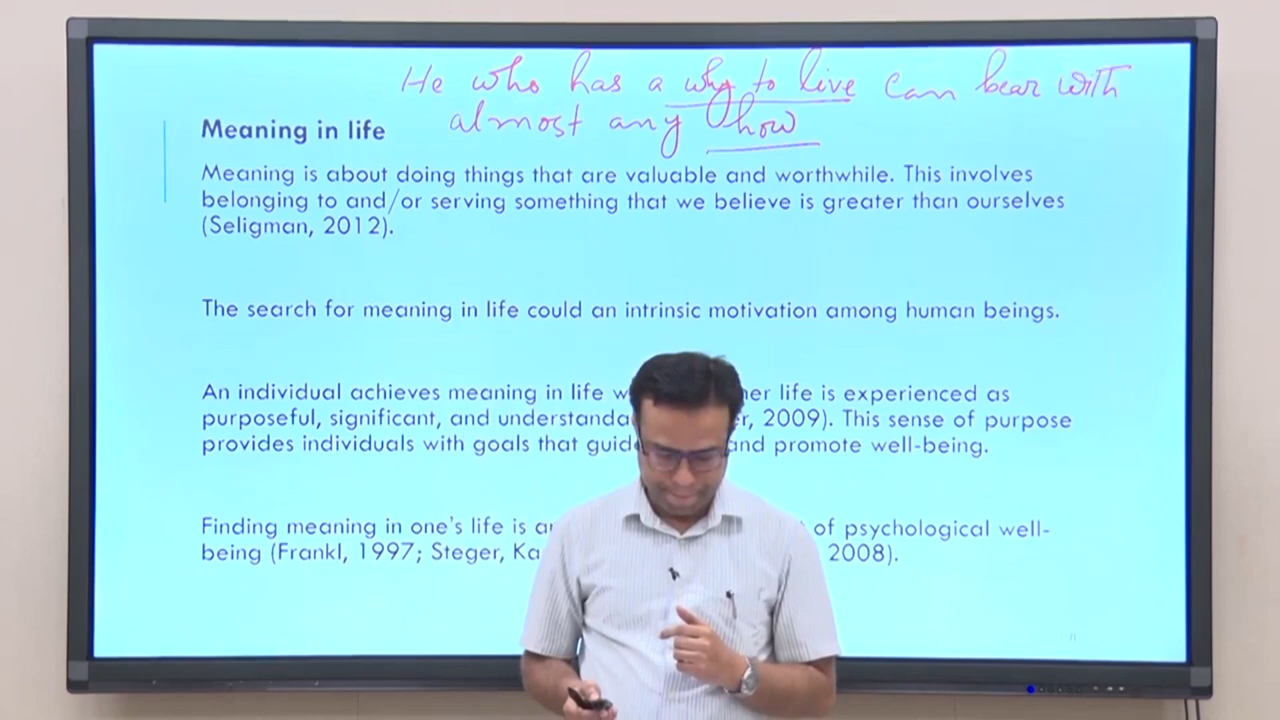 He who has a why to live can bear with
almost any how
Meaning in life
Meaning is about doing things that are valuable and worthwhile. This involves
belonging to and/or serving something that we believe is greater than ourselves
(Seligman, 2012).
The search for meaning in life could an intrinsic motivation among human beings.
An individual achieves meaning in life life is experienced as
purposeful, significant, and 2009). This sense of purpose
provides individuals with goals that and promote well-being.
Finding meaning in one's life is of psychological well-
being (Frankl, 1997; Steger, 2008).